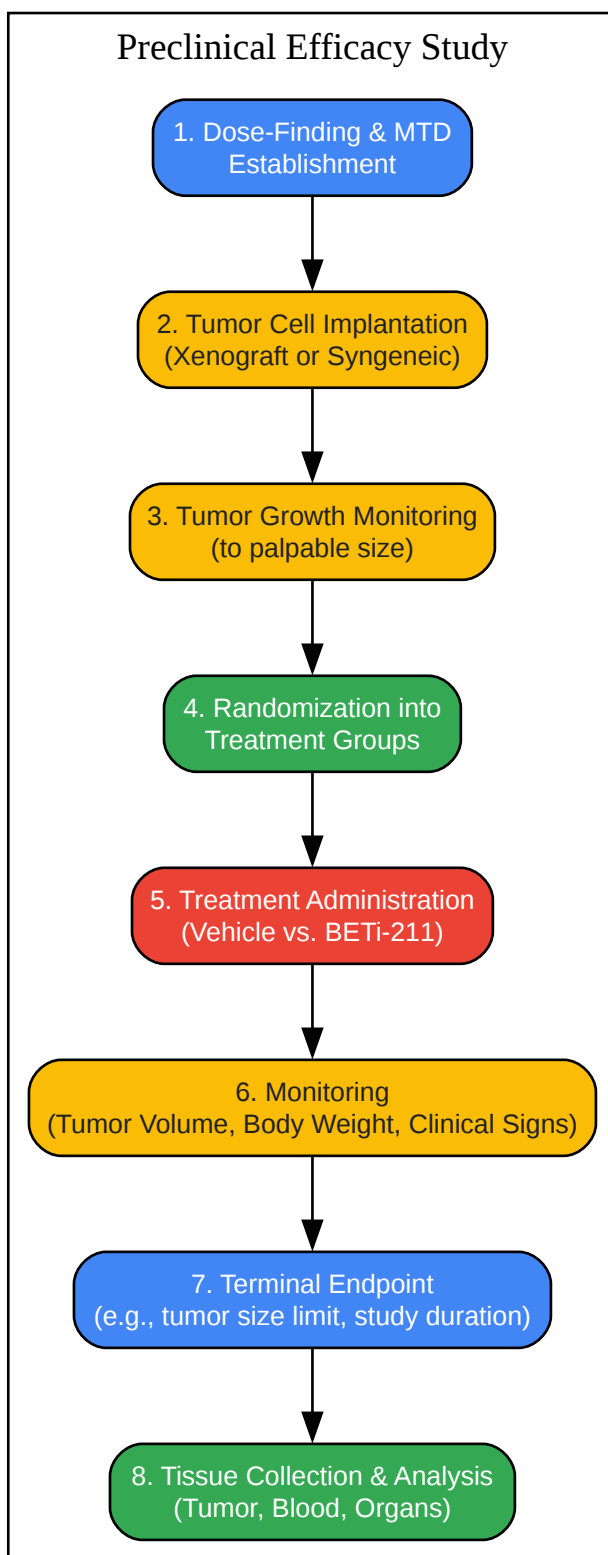 Preclinical Efficacy Study
1. Dose-Finding & MTD
Establishment
2. Tumor Cell Implantation
(Xenograft or Syngeneic)
3. Tumor Growth Monitoring
(to palpable size)
4. Randomization into
Treatment Groups
5. Treatment Administration
(Vehicle vs. BETi-211)
6. Monitoring
(Tumor Volume, Body Weight, Clinical Signs)
7. Terminal Endpoint
(e.g., tumor size limit, study duration)
8. Tissue Collection & Analysis
(Tumor, Blood, Organs)